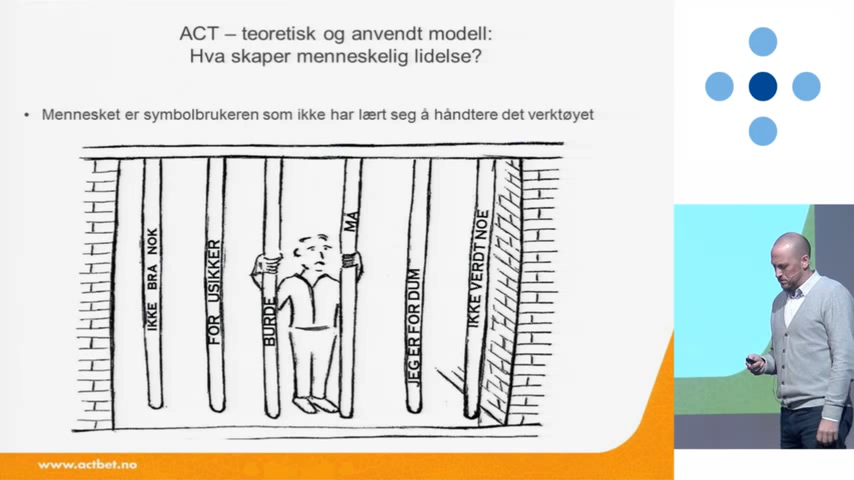 ACT – teoretisk og anvendt modell:
Hva skaper menneskelig lidelse?
• Mennesket er symbolbrukeren som ikke har lært seg å håndtere det verktøyet
IKKE BRA NOK
FOR USIKKER
BURDE
MÅ
JEG ER FOR DUM
IKKE VERDT NOE
www.actbet.no